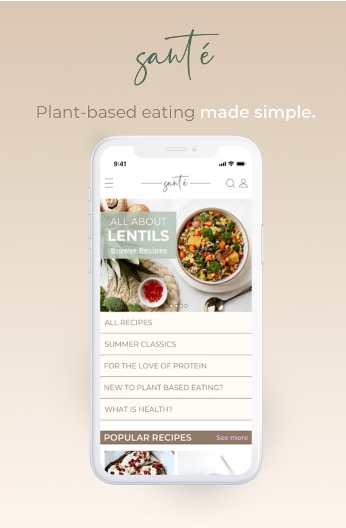 santé
Plant-based eating made simple.
9:41
santé
ALL ABOUT
LENTILS
Browse Recipes
ALL RECIPES
SUMMER CLASSICS
FOR THE LOVE OF PROTEIN
NEW TO PLANT BASED EATING?
WHAT IS HEALTH?
POPULAR RECIPES See more